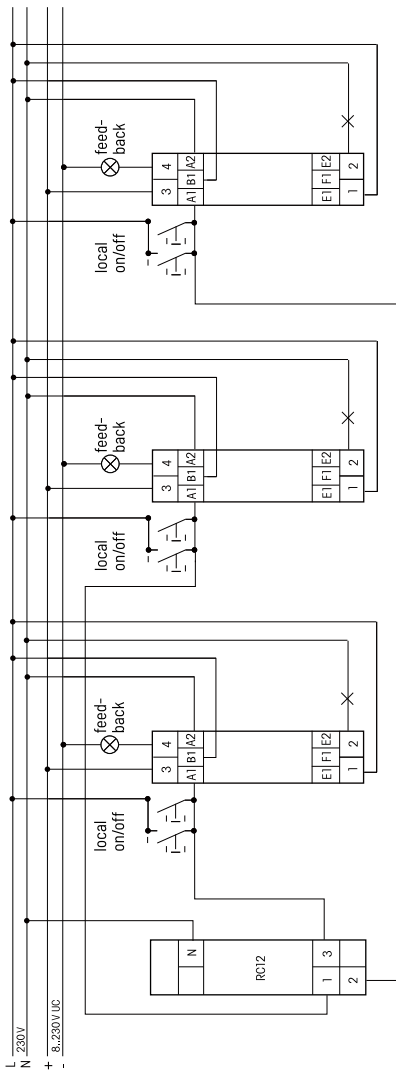 feed-
back
4 A2
3 B1
A1
E2
F1 2
E1 1
local
on/off
feed-
back
4 A2
3 B1
A1
E2
F1 2
E1 1
local
on/off
feed-
back
4 A2
3 B1
A1
E2
F1 2
E1 1
local
on/off
N
RC12
3
1
2
L
230V
N
+
8..230V UC
-